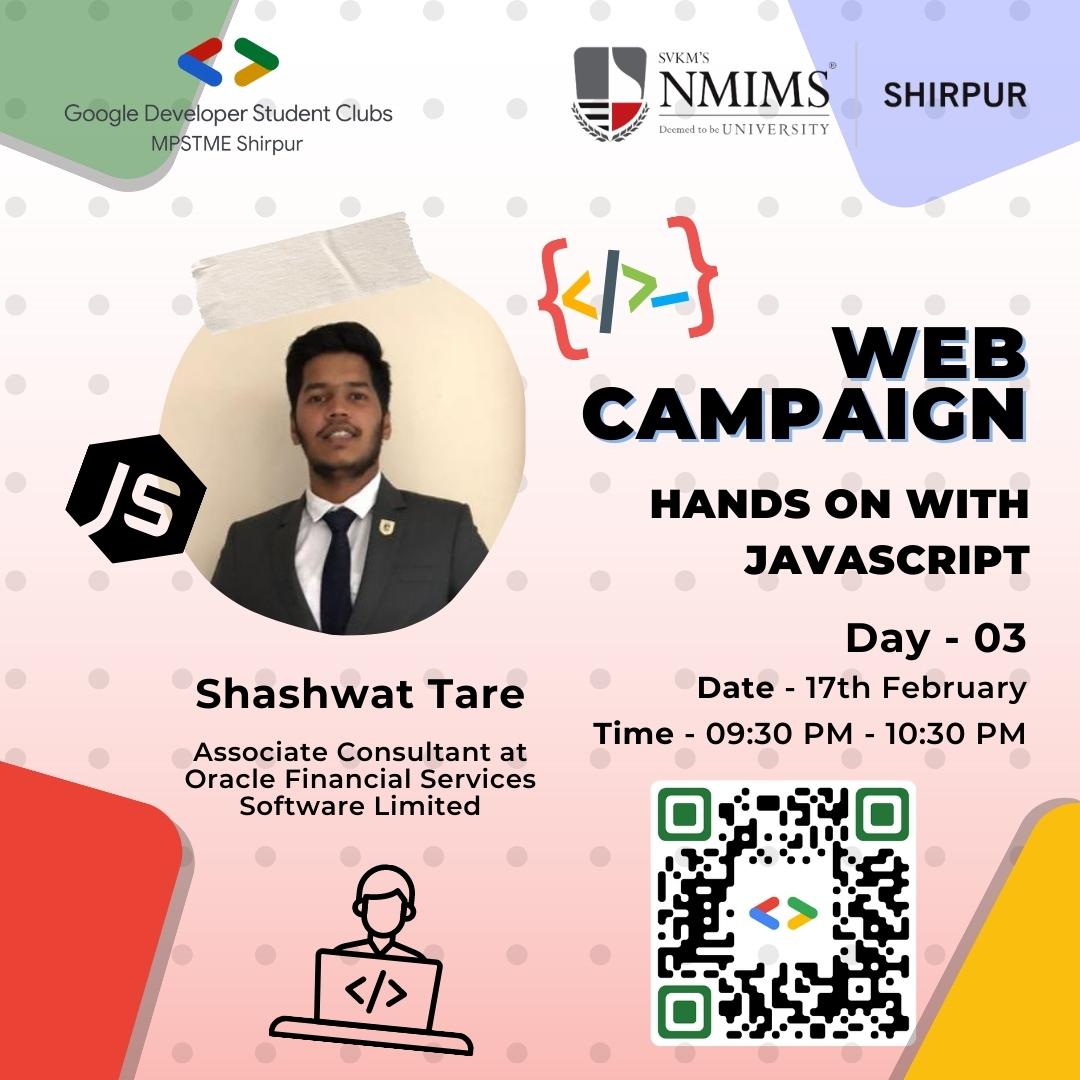 Google Developer Student Clubs
MPSTME Shirpur
SVKM'S
NMIMS®
Deemed to be UNIVERSITY
SHIRPUR
{</>_}
WEB
CAMPAIGN
JS
HANDS ON WITH
JAVASCRIPT
Day - 03
Date - 17th February
Time - 09:30 PM - 10:30 PM
Shashwat Tare
Associate Consultant at
Oracle Financial Services
Software Limited
</>